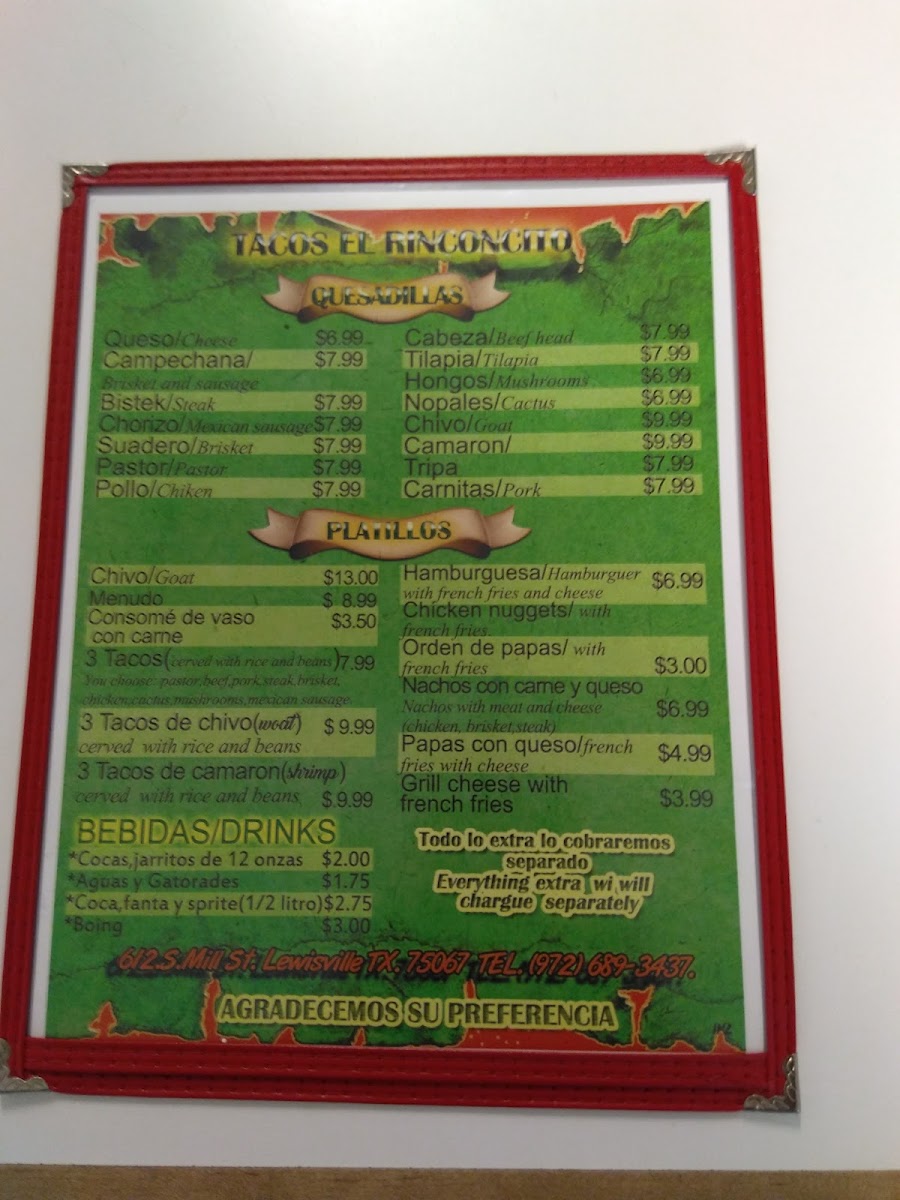 TACOS EL RINCONCITO
QUESADILLAS
Queso/Cheese $6.99
Campechana/ $7.99
Brisket and sausage
Bistek/Steak $7.99
Chorizo/Mexican sausage $7.99
Suadero/Brisket $7.99
Pastor/Pastor $7.99
Pollo/Chiken $7.99
Cabeza/Beef head $7.99
Tilapia/Tilapia $7.99
Hongos/Mushrooms $6.99
Nopales/Cactus $6.99
Chivo/Goat $9.99
Camaron/ $9.99
Tripa $7.99
Carnitas/Pork $7.99
PLATILLOS
Chivo/Goat $13.00
Menudo $ 8.99
Consomé de vaso $3.50
con carne
3 Tacos(cerved with rice and beans)7.99
You choose: pastor,beef,pork,steak,brisket,
chicken,cactus,mushrooms,mexican sausage
3 Tacos de chivo(woat) $ 9.99
cerved with rice and beans
3 Tacos de camaron(shrimp)
cerved with rice and beans $.9.99
Hamburguesa/Hamburguer $6.99
with french fries and cheese
Chicken nuggets/ with
french fries.
Orden de papas/ with
french fries $3.00
Nachos con carne y queso
Nachos with meat and cheese $6.99
(chicken, brisket,steak)
Papas con queso/french $4.99
fries with cheese
Grill cheese with
french fries $3.99
BEBIDAS/DRINKS
*Cocas,jarritos de 12 onzas $2.00
*Aguas y Gatorades $1.75
*Coca,fanta y sprite(1/2 litro)$2.75
*Boing $3.00
Todo lo extra lo cobraremos
separado
Everything extra wi will
chargue separately
612.S.Mill St. Lewisville TX. 75067 TEL. (972) 689-3437.
AGRADECEMOS SU PREFERENCIA